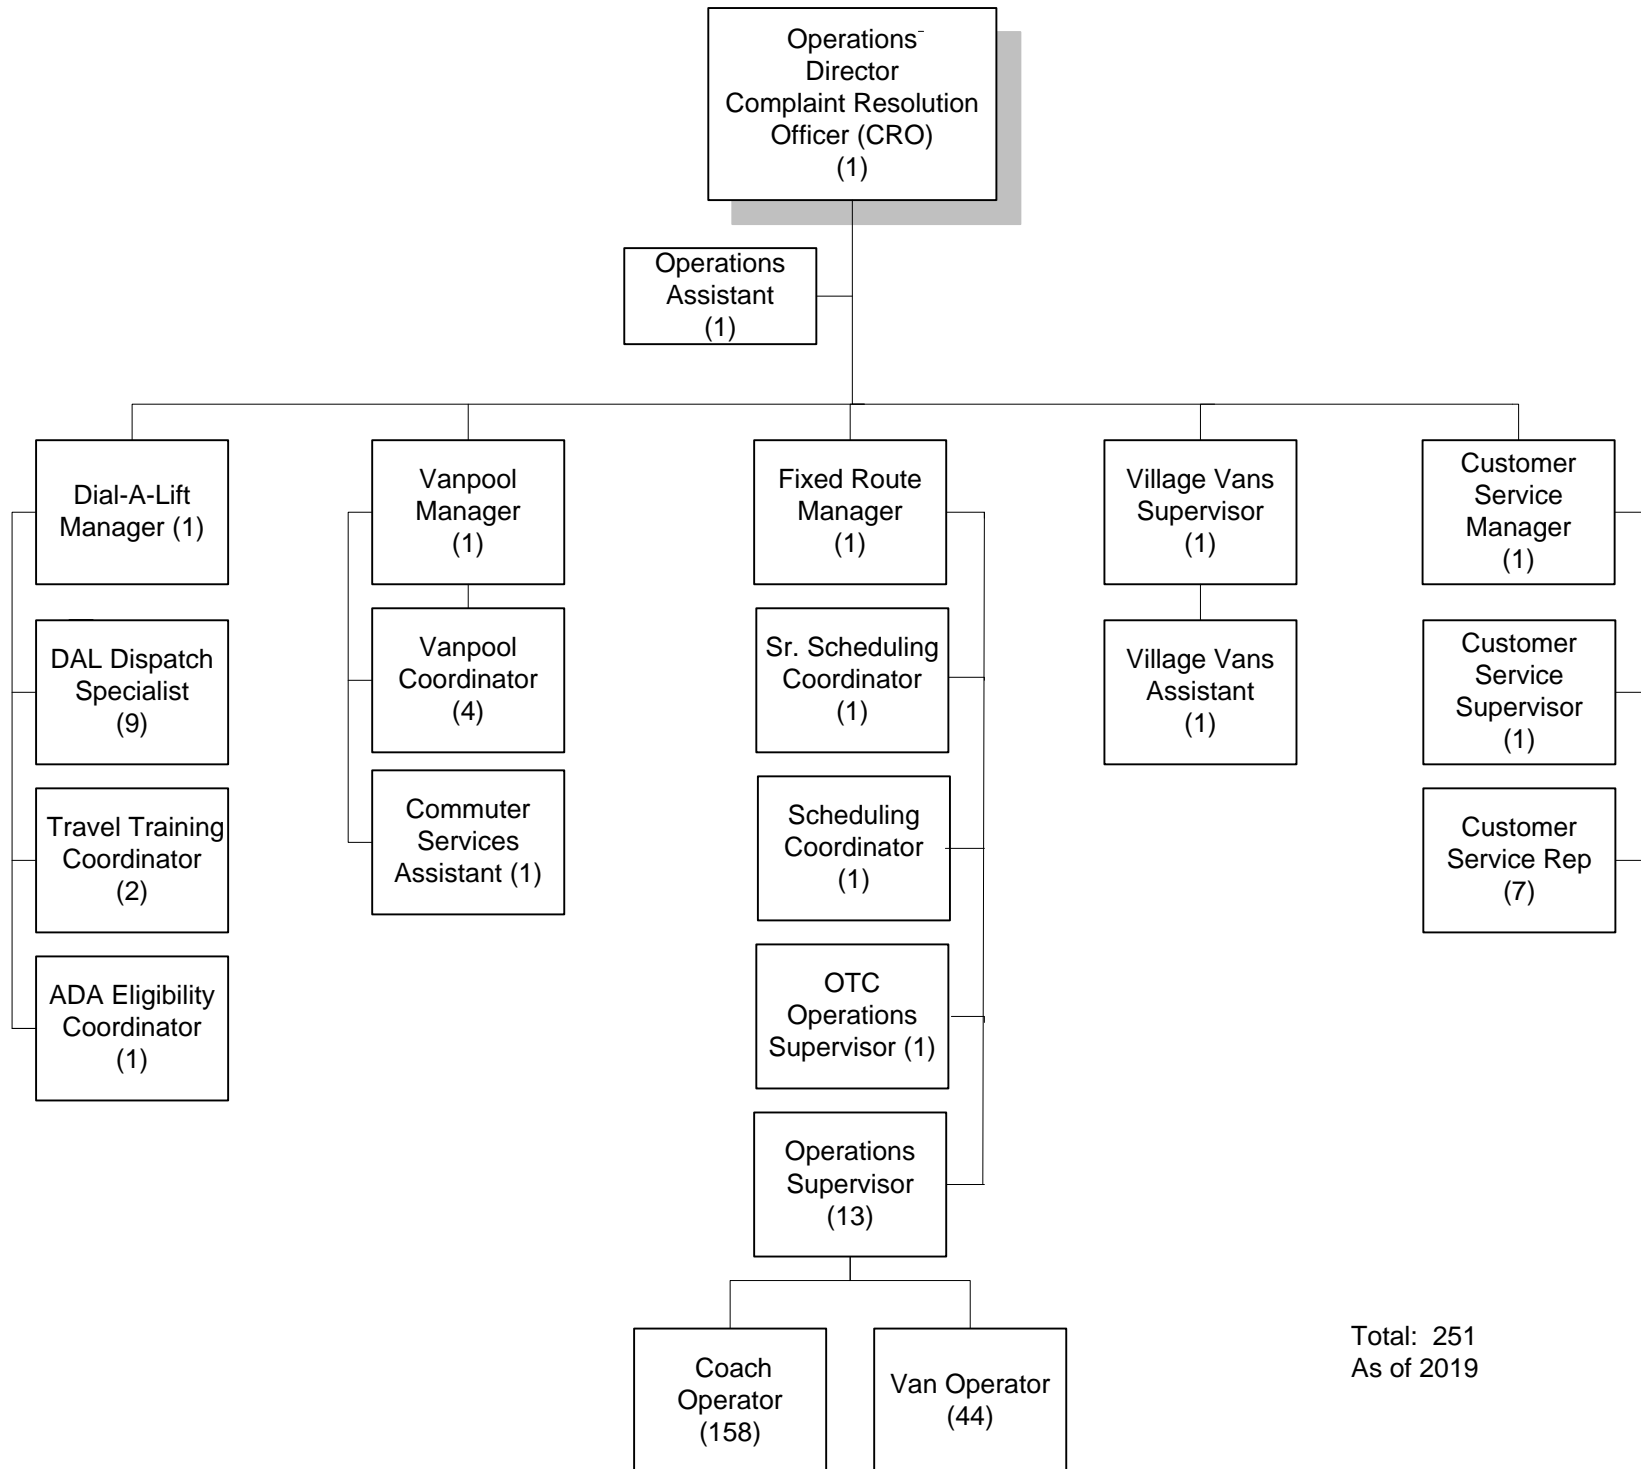 Operations
Director
Complaint Resolution
Officer (CRO)
(1)
Operations
Assistant
(1)
Dial-A-Lift
Manager (1)
DAL Dispatch
Specialist
(9)
Travel Training
Coordinator
(2)
ADA Eligibility
Coordinator
(1)
Vanpool
Manager
(1)
Vanpool
Coordinator
(4)
Commuter
Services
Assistant (1)
Fixed Route
Manager
(1)
Sr. Scheduling
Coordinator
(1)
Scheduling
Coordinator
(1)
OTC
Operations
Supervisor (1)
Operations
Supervisor
(13)
Coach
Operator
(158)
Van Operator
(44)
Village Vans
Supervisor
(1)
Village Vans
Assistant
(1)
Customer
Service
Manager
(1)
Customer
Service
Supervisor
(1)
Customer
Service Rep
(7)
Total: 251
As of 2019